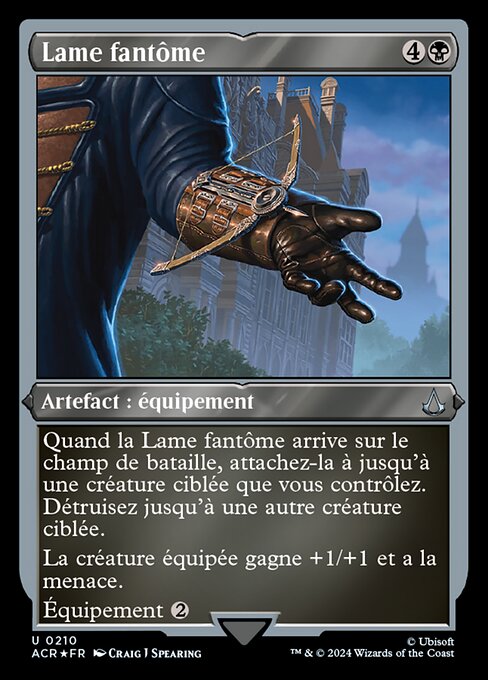 Lame fantôme
4
Artefact : équipement
Quand la Lame fantôme arrive sur le
champ de bataille, attachez-la à jusqu'à
une créature ciblée que vous contrôlez.
Détruisez jusqu'à une autre créature
ciblée.
La créature équipée gagne +1/+1 et a la
menace.
Équipement 2
U 0210
ACR★FR Craig J Spearing
© Ubisoft
™ & © 2024 Wizards of the Coast